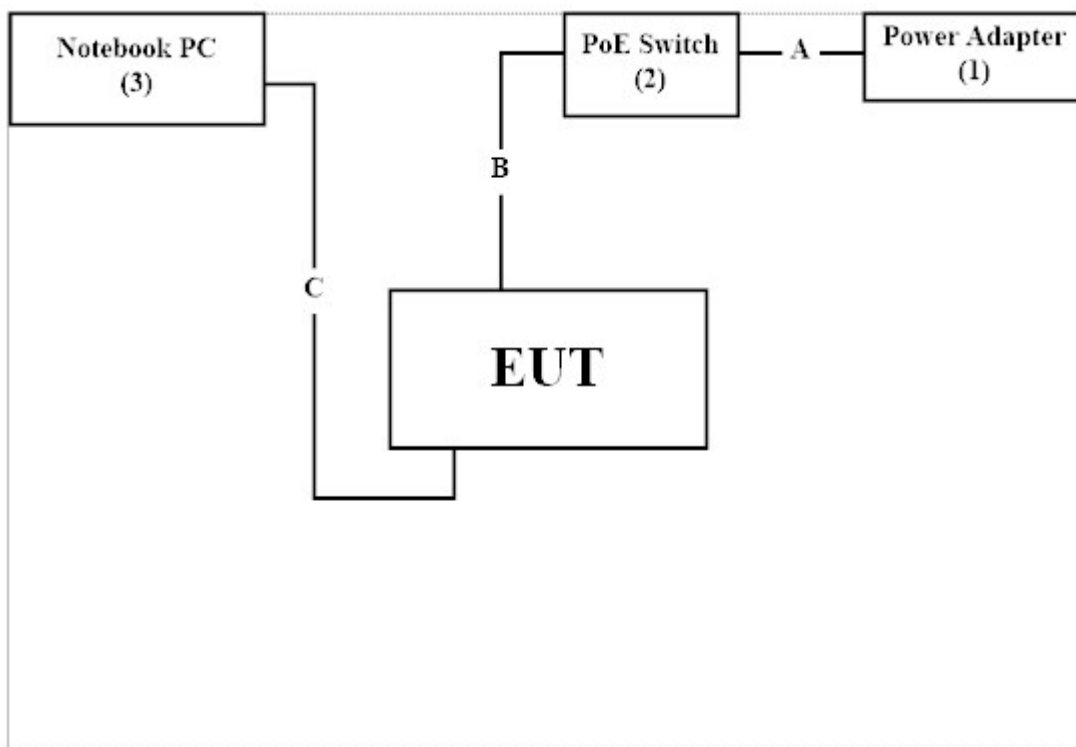 Notebook PC
(3)
PoE Switch
(2)
A
Power Adapter
(1)
B
C
EUT